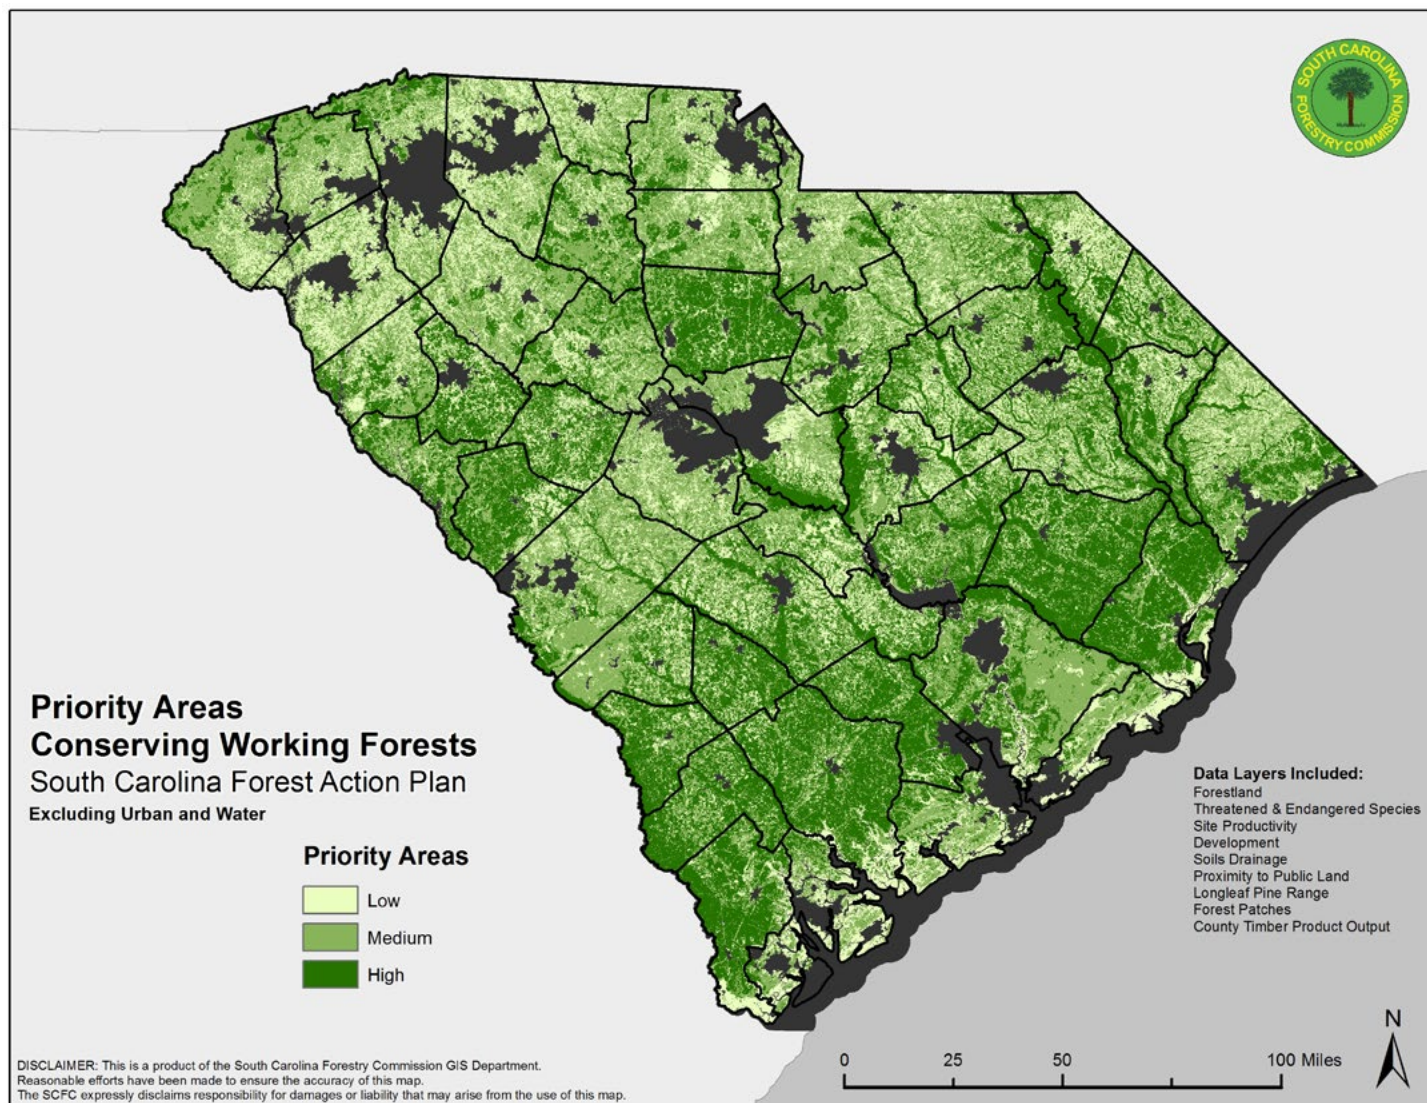 SOUTH CAROLINA
FORESTRY COMMISSION
Priority Areas
Conserving Working Forests
South Carolina Forest Action Plan
Excluding Urban and Water
Priority Areas
Low
Medium
High
Data Layers Included:
Forestland
Threatened & Endangered Species
Site Productivity
Development
Soils Drainage
Proximity to Public Land
Longleaf Pine Range
Forest Patches
County Timber Product Output
N
0 25 50 100 Miles
DISCLAIMER: This is a product of the South Carolina Forestry Commission GIS Department.
Reasonable efforts have been made to ensure the accuracy of this map.
The SCFC expressly disclaims responsibility for damages or liability that may arise from the use of this map.